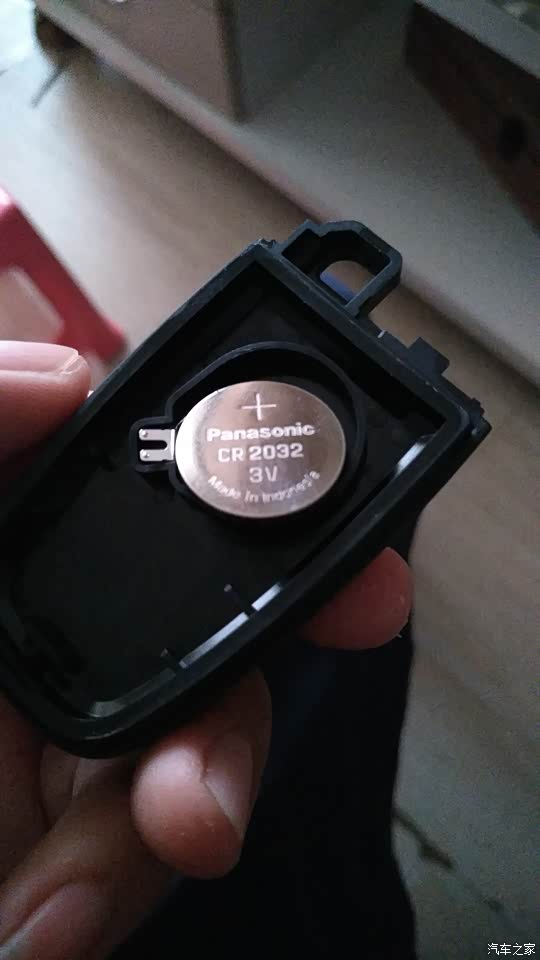 +
Panasonic
CR 2032
3V
Made in Indonesia
汽车之家